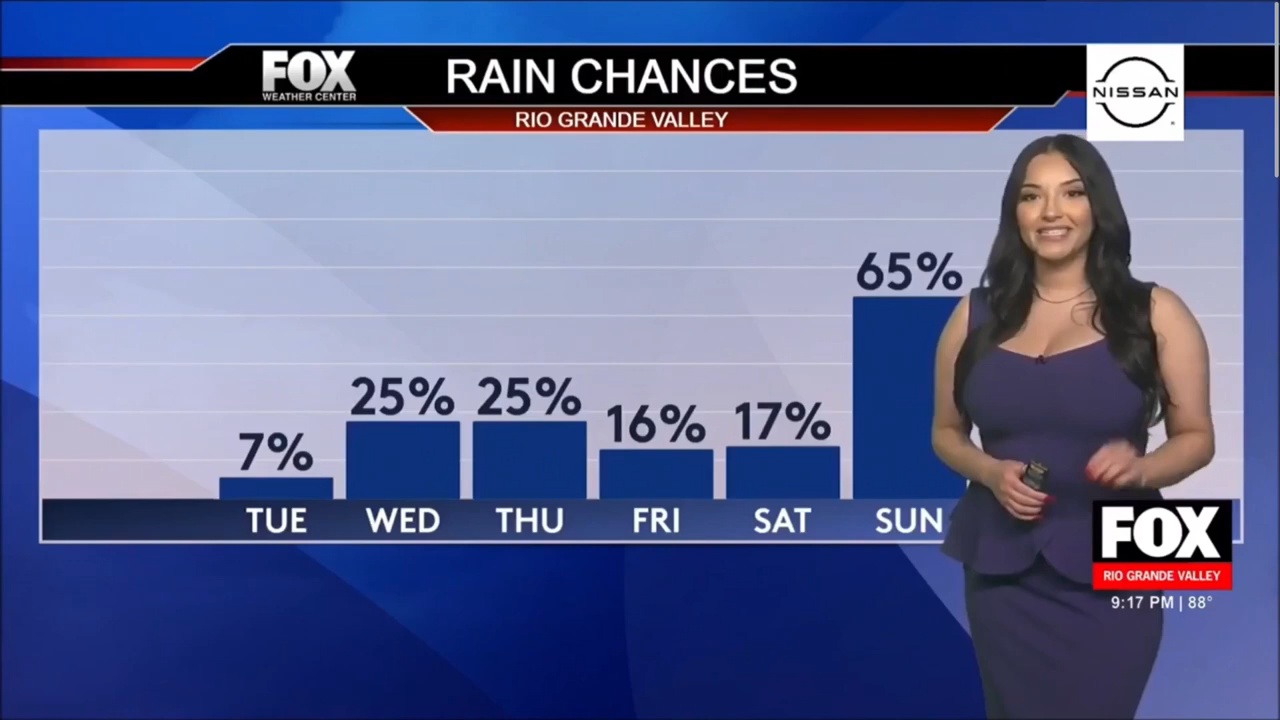 FOX
WEATHER CENTER
RAIN CHANCES
RIO GRANDE VALLEY
NISSAN
7%
25%
25%
16%
17%
65%
TUE
WED
THU
FRI
SAT
SUN
FOX
RIO GRANDE VALLEY
9:17 PM | 88°